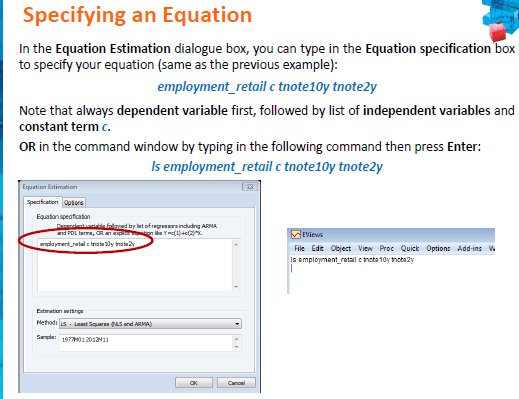 Specifying an Equation
In the Equation Estimation dialogue box, you can type in the Equation specification box
to specify your equation (same as the previous example):
employment_retail c tnote10y tnote2y
Note that always dependent variable first, followed by list of independent variables and
constant term c.
OR in the command window by typing in the following command then press Enter:
ls employment_retail c tnote10y tnote2y
Equation Estimation
Specification Options
Equation specification
Dependent variable followed by list of regressors including ARMA
and PDL terms, OR an explicit equation like Y=c(1)+c(2)*X.
employment_retail c tnote10y tnote2y
Estimation settings
Method: LS - Least Squares (NLS and ARMA)
Sample: 1977M01 2012M11
OK Cancel
EViews
File Edit Object View Proc Quick Options Add-ins W
ls employment_retail c tnote10y tnote2y